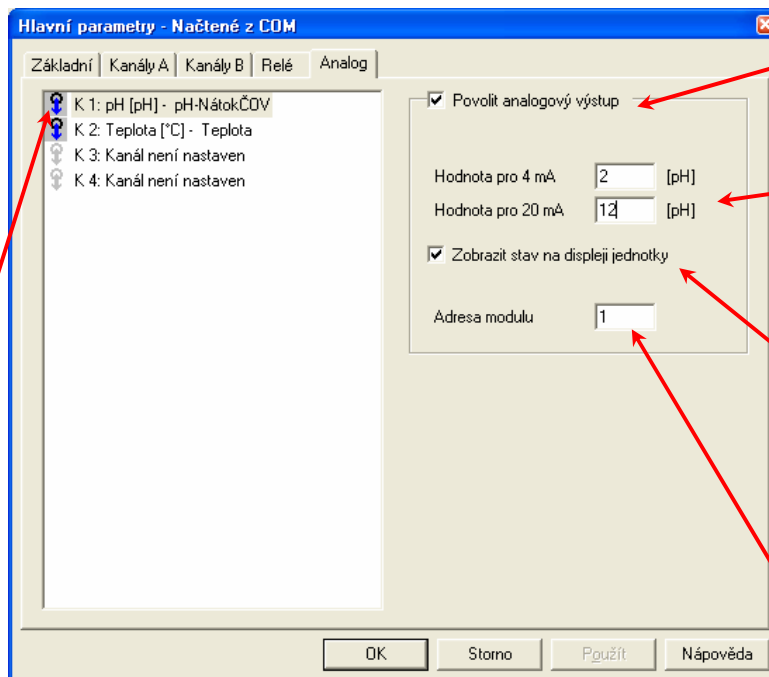 Hlavní parametry - Načtené z COM
Základní Kanály A Kanály B Relé Analog
K 1: pH [pH] - pH-NátokČOV
K 2: Teplota [°C] - Teplota
K 3: Kanál není nastaven
K 4: Kanál není nastaven
Povolit analogový výstup
Hodnota pro 4 mA 2 [pH]
Hodnota pro 20 mA 12 [pH]
Zobrazit stav na displeji jednotky
Adresa modulu 1
OK Storno Použít Nápověda